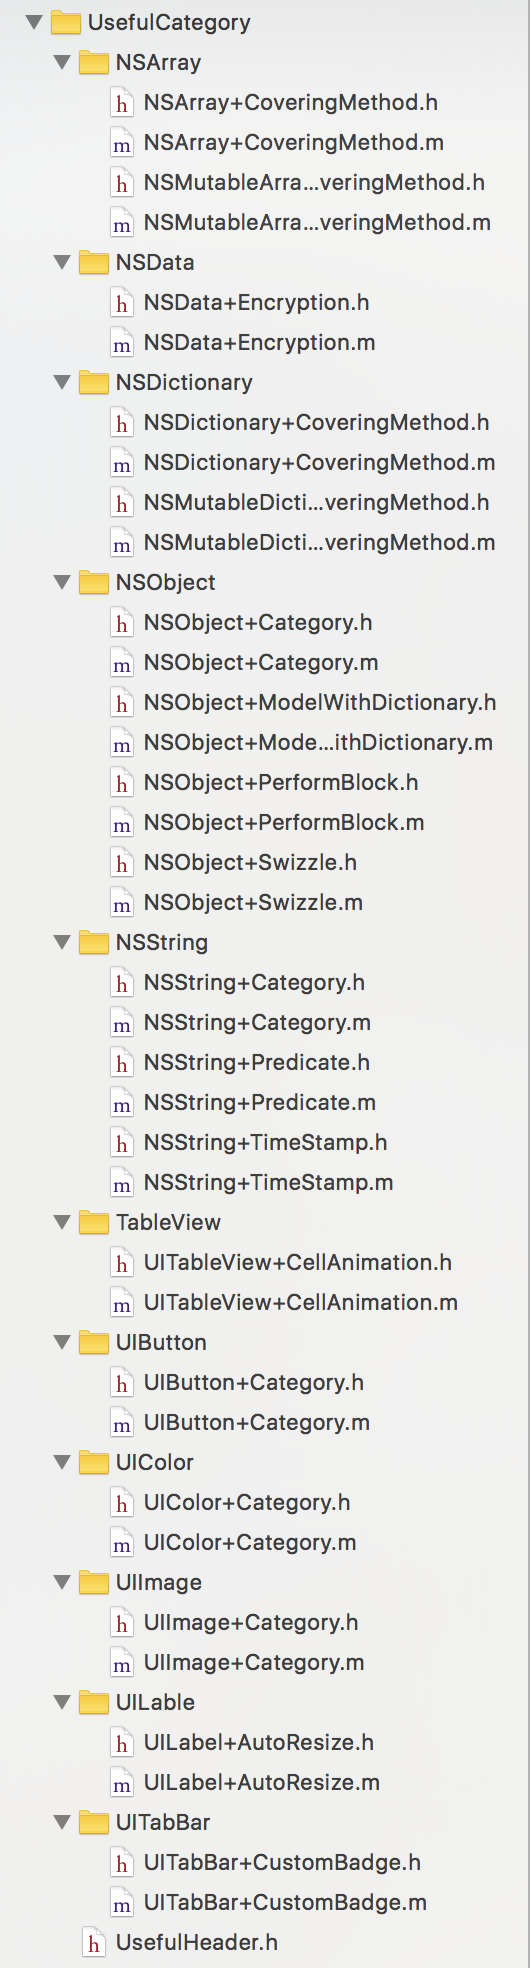 UsefulCategory
NSArray
h NSArray+CoveringMethod.h
m NSArray+CoveringMethod.m
h NSMutableArra...veringMethod.h
m NSMutableArra...veringMethod.m
NSData
h NSData+Encryption.h
m NSData+Encryption.m
NSDictionary
h NSDictionary+CoveringMethod.h
m NSDictionary+CoveringMethod.m
h NSMutableDicti...veringMethod.h
m NSMutableDicti...veringMethod.m
NSObject
h NSObject+Category.h
m NSObject+Category.m
h NSObject+ModelWithDictionary.h
m NSObject+Mode...ithDictionary.m
h NSObject+PerformBlock.h
m NSObject+PerformBlock.m
h NSObject+Swizzle.h
m NSObject+Swizzle.m
NSString
h NSString+Category.h
m NSString+Category.m
h NSString+Predicate.h
m NSString+Predicate.m
h NSString+TimeStamp.h
m NSString+TimeStamp.m
TableView
h UITableView+CellAnimation.h
m UITableView+CellAnimation.m
UIButton
h UIButton+Category.h
m UIButton+Category.m
UIColor
h UIColor+Category.h
m UIColor+Category.m
UIImage
h UIImage+Category.h
m UIImage+Category.m
UILable
h UILabel+AutoResize.h
m UILabel+AutoResize.m
UITabBar
h UITabBar+CustomBadge.h
m UITabBar+CustomBadge.m
h UsefulHeader.h